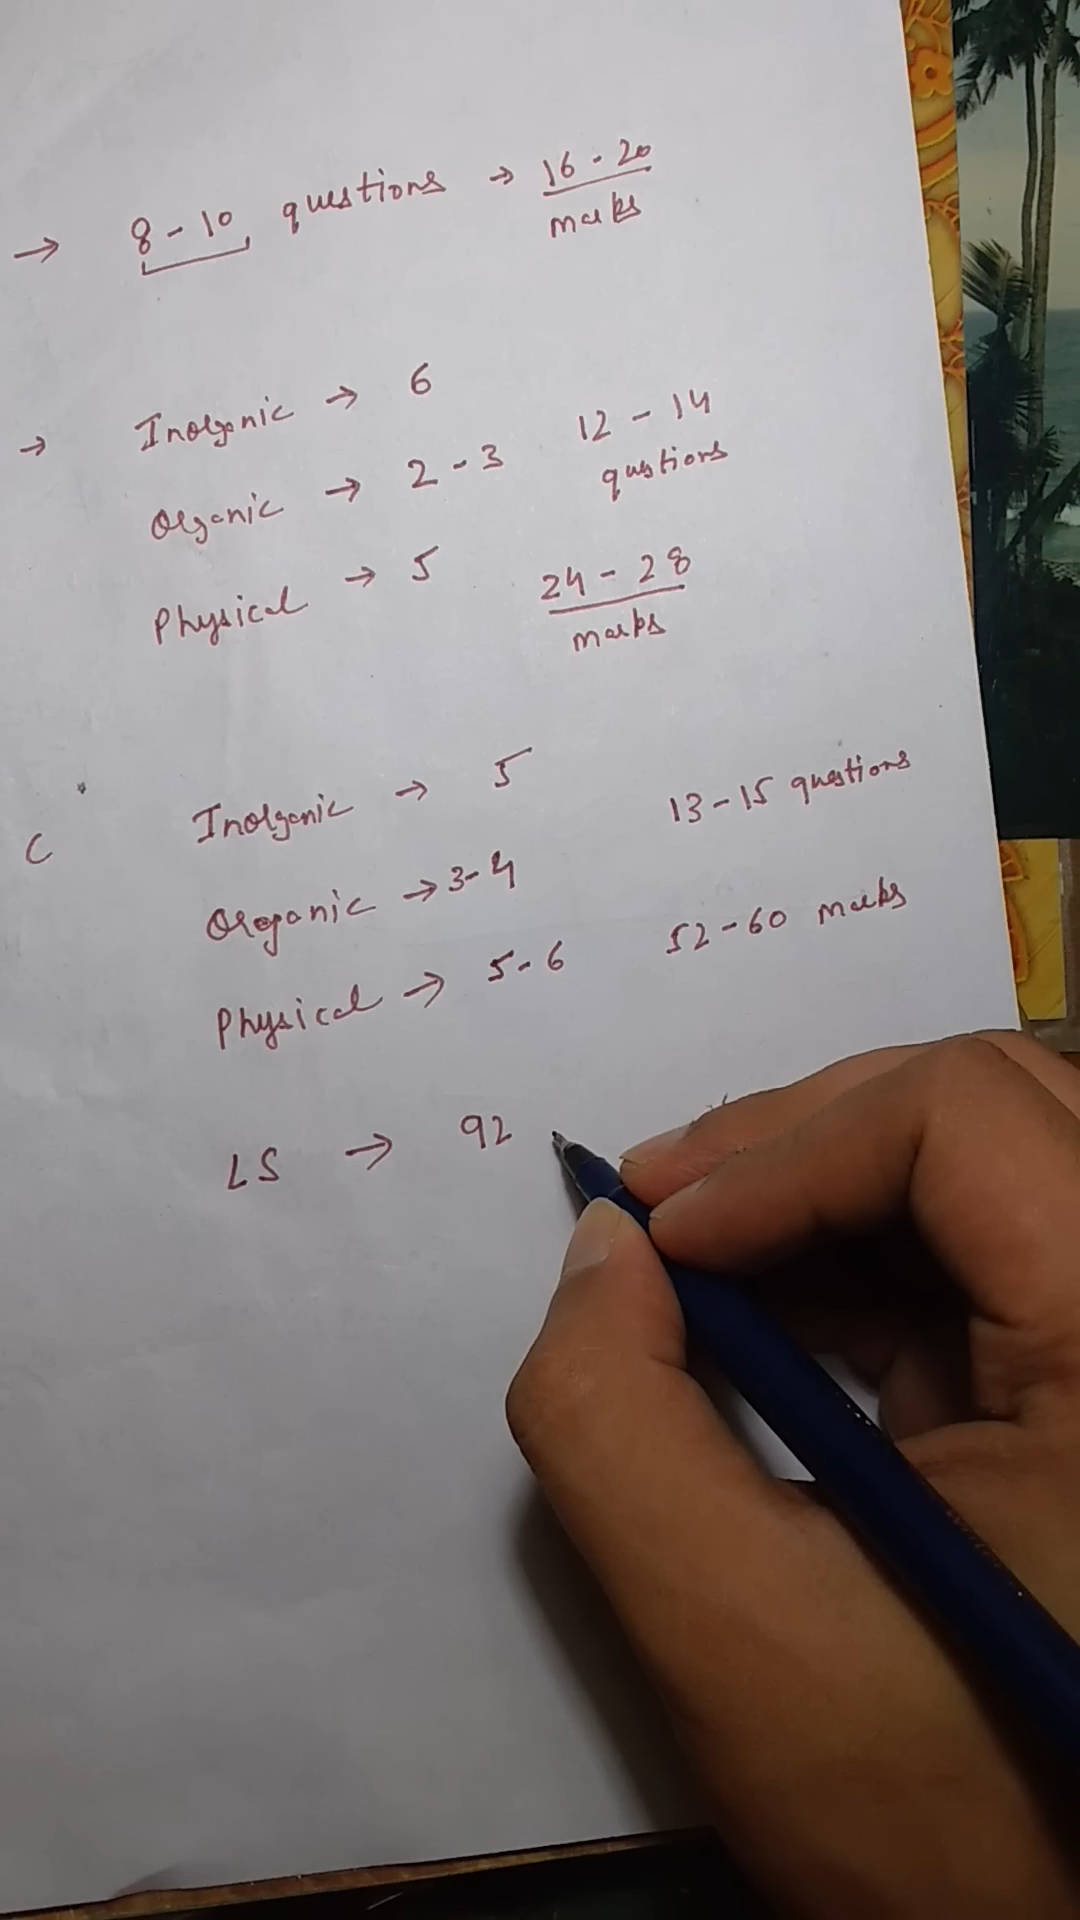 → 8-10 questions → 16-20
marks
→ Inorganic → 6
Organic → 2-3
Physical → 5
12 - 14
qustions
24 - 28
marks
C Inorganic → 5
Organic → 3-4
Physical → 5-6
13-15 questions
52-60 marks
LS → 92